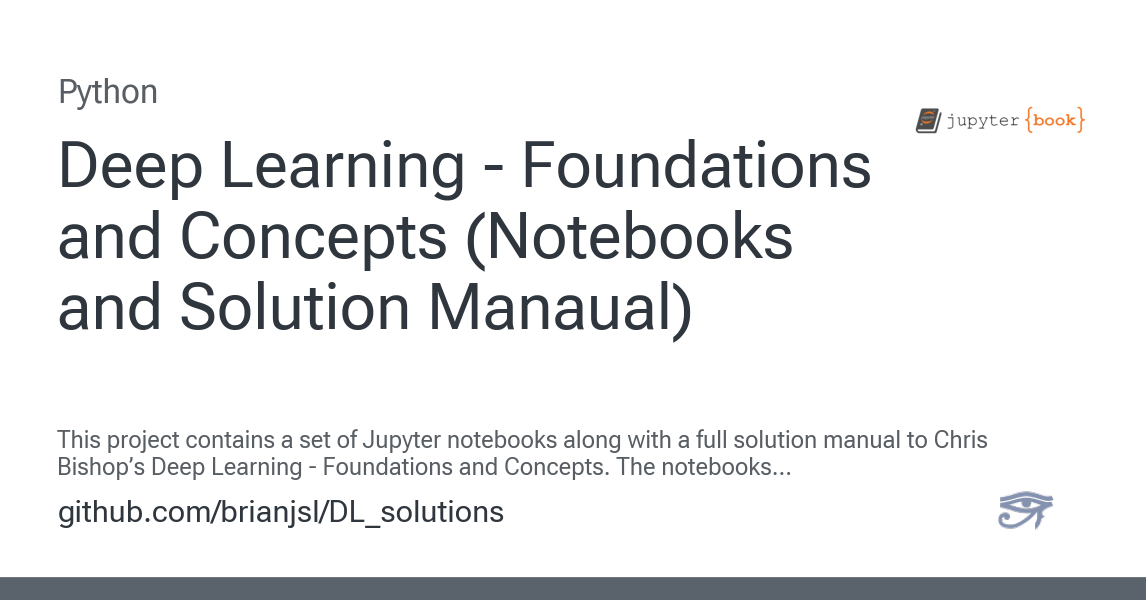 Python
jupyter {book}
Deep Learning - Foundations
and Concepts (Notebooks
and Solution Manaual)
This project contains a set of Jupyter notebooks along with a full solution manual to Chris
Bishop’s Deep Learning - Foundations and Concepts. The notebooks...
github.com/brianjsl/DL_solutions